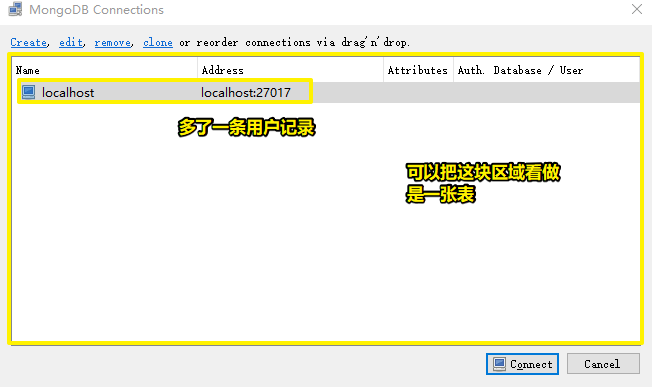 MongoDB Connections
Create, edit, remove, clone or reorder connections via drag'n'drop.
Name Address Attributes Auth. Database / User
localhost localhost:27017
多了一条用户记录
可以把这块区域看做
是一张表
Connect Cancel